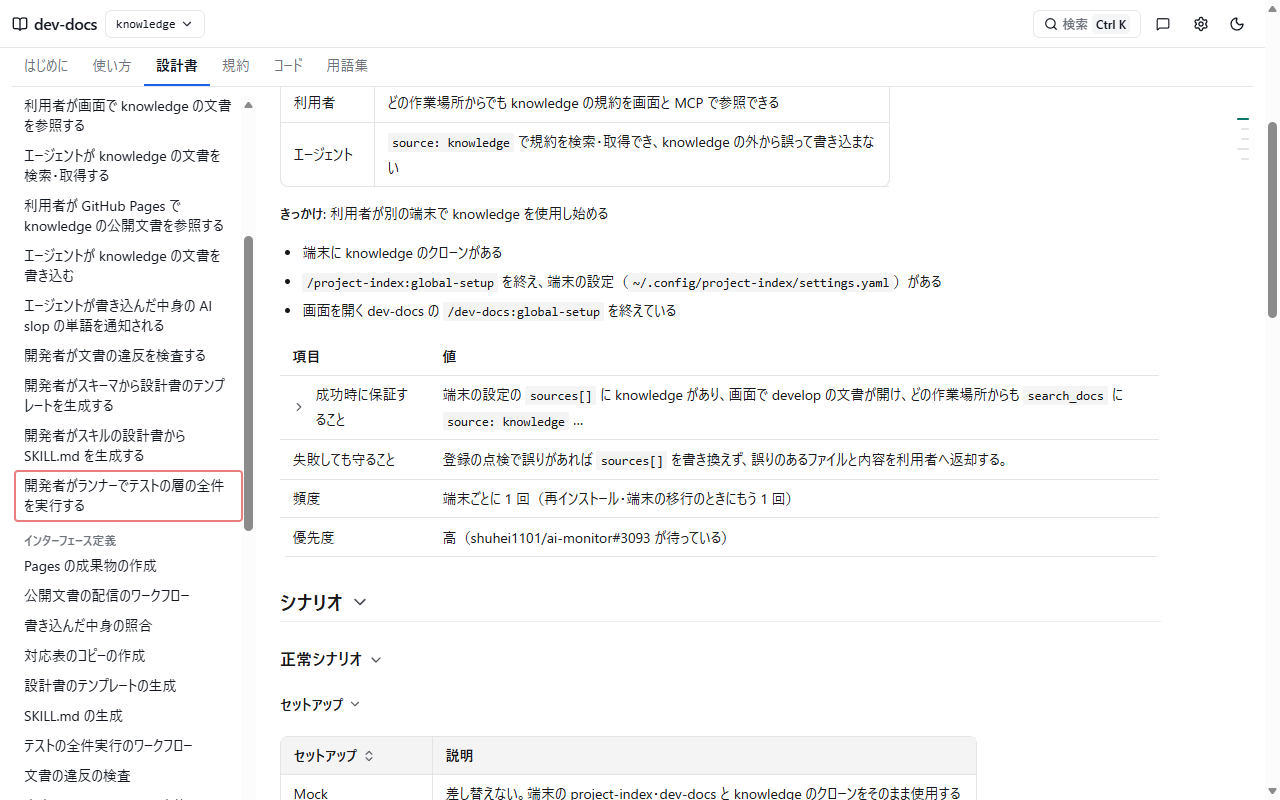 dev-docs
knowledge
検索 Ctrl K
はじめに 使い方 設計書 規約 コード 用語集
利用者が画面で knowledge の文書
を参照する
エージェントが knowledge の文書を
検索・取得する
利用者が GitHub Pages で
knowledge の公開文書を参照する
エージェントが knowledge の文書を
書き込む
エージェントが書き込んだ中身の AI
slop の単語を通知される
開発者が文書の違反を検査する
開発者がスキーマから設計書のテンプ
レートを生成する
開発者がスキルの設計書から
SKILL.md を生成する
開発者がランナーでテストの層の全件
を実行する
インターフェース定義
Pages の成果物の作成
公開文書の配信のワークフロー
書き込んだ中身の照合
対応表のコピーの作成
設計書のテンプレートの生成
SKILL.md の生成
テストの全件実行のワークフロー
文書の違反の検査
利用者 どの作業場所からでも knowledge の規約を画面と MCP で参照できる
エージェント source: knowledge で規約を検索・取得でき、knowledge の外から誤って書き込まな
い
きっかけ: 利用者が別の端末で knowledge を使用し始める
• 端末に knowledge のクローンがある
• /project-index:global-setup を終え、端末の設定（ ~/.config/project-index/settings.yaml ）がある
• 画面を開く dev-docs の /dev-docs:global-setup を終えている
項目 値
成功時に保証す
ること
端末の設定の sources[] に knowledge があり、画面で develop の文書が開け、どの作業場所からも search_docs に
source: knowledge …
失敗しても守ること 登録の点検で誤りがあれば sources[] を書き換えず、誤りのあるファイルと内容を利用者へ返却する。
頻度 端末ごとに 1 回（再インストール・端末の移行のときにもう 1 回）
優先度 高（shuhei1101/ai-monitor#3093 が待っている）
シナリオ
正常シナリオ
セットアップ
セットアップ 説明
Mock 差し替えない。端末の project-index・dev-docs と knowledge のクローンをそのまま使用する